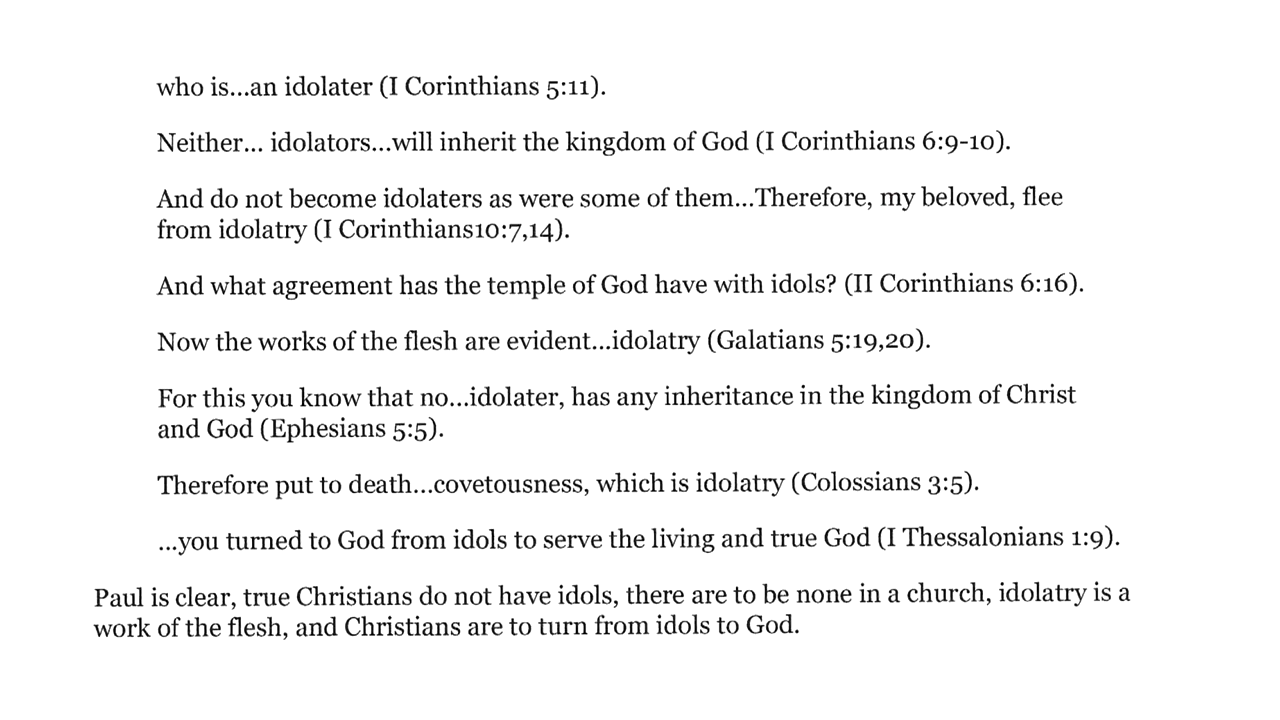 who is...an idolater (I Corinthians 5:11).
Neither... idolators...will inherit the kingdom of God (I Corinthians 6:9-10).
And do not become idolaters as were some of them...Therefore, my beloved, flee
from idolatry (I Corinthians10:7,14).
And what agreement has the temple of God have with idols? (II Corinthians 6:16).
Now the works of the flesh are evident...idolatry (Galatians 5:19,20).
For this you know that no...idolater, has any inheritance in the kingdom of Christ
and God (Ephesians 5:5).
Therefore put to death...covetousness, which is idolatry (Colossians 3:5).
...you turned to God from idols to serve the living and true God (I Thessalonians 1:9).
Paul is clear, true Christians do not have idols, there are to be none in a church, idolatry is a
work of the flesh, and Christians are to turn from idols to God.